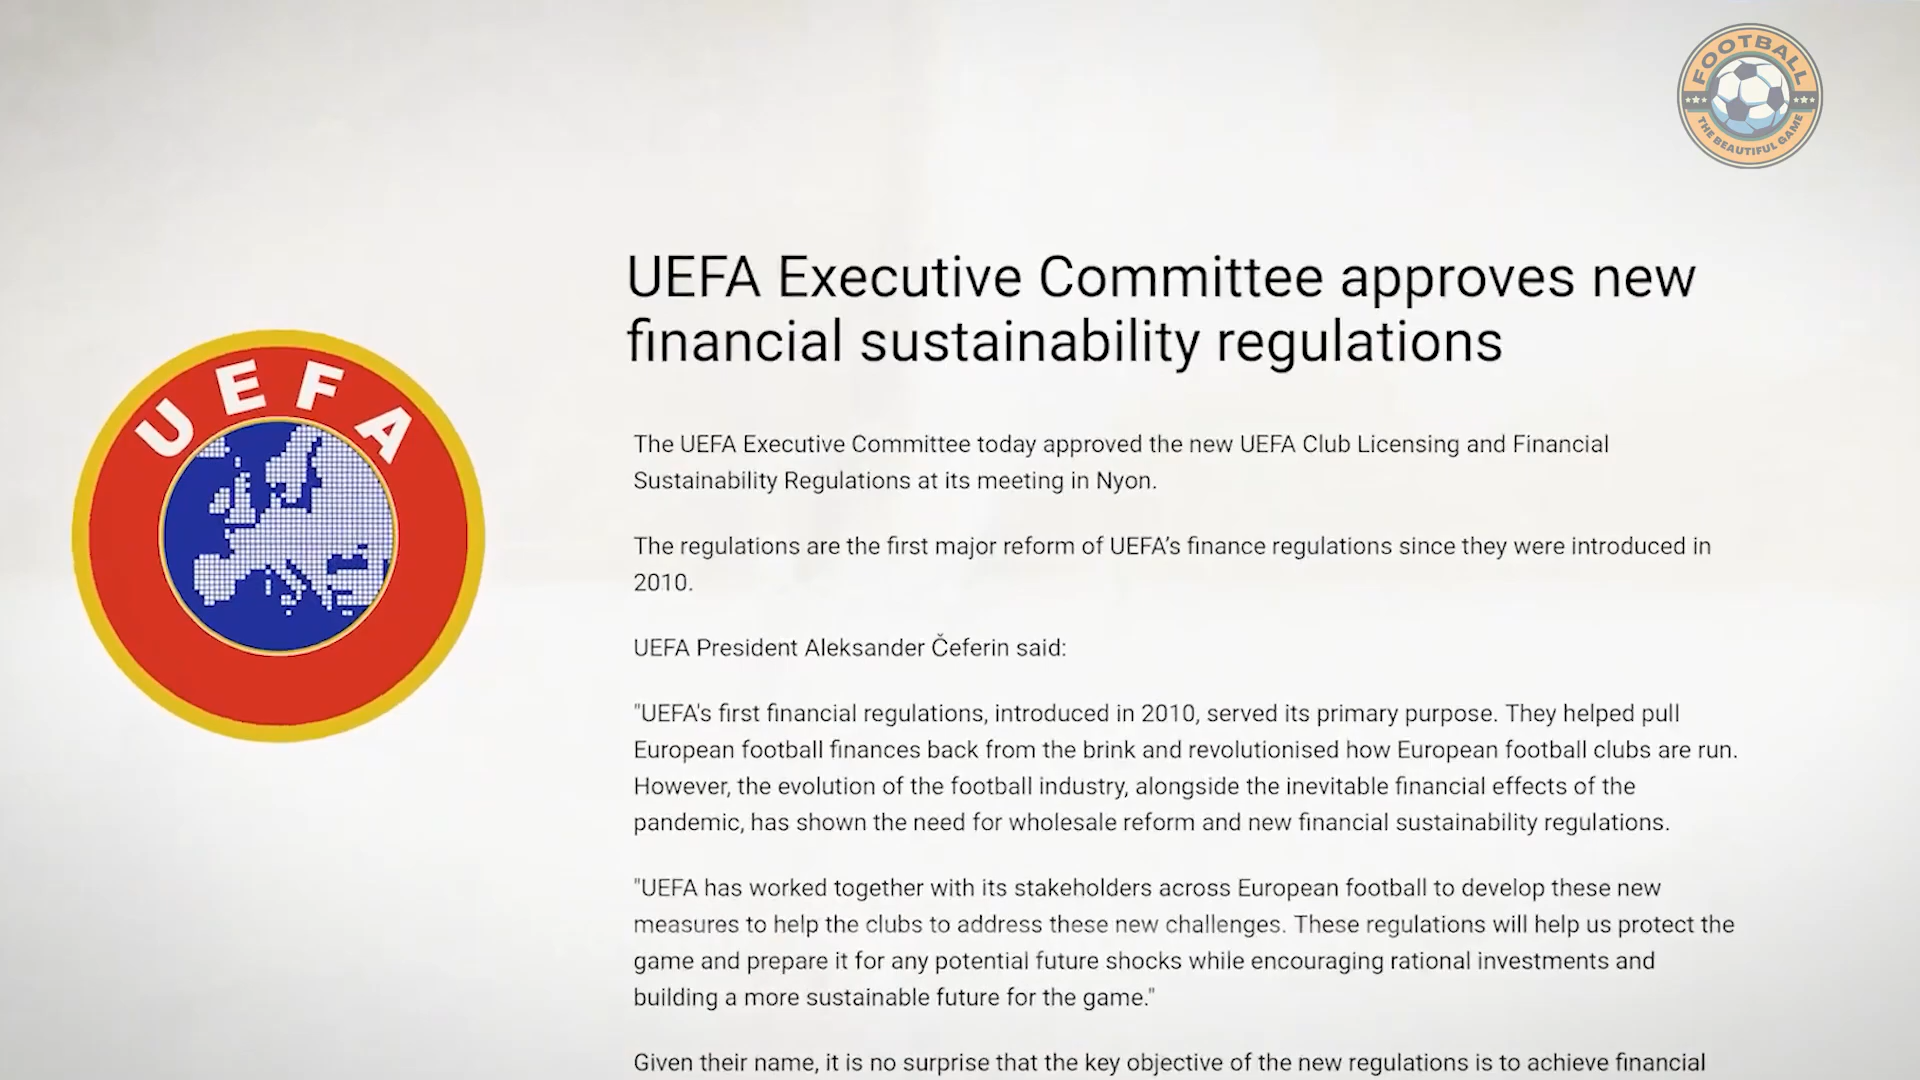 FOOTBALL
THE BEAUTIFUL GAME
UEFA Executive Committee approves new
financial sustainability regulations
UEFA
The UEFA Executive Committee today approved the new UEFA Club Licensing and Financial
Sustainability Regulations at its meeting in Nyon.
The regulations are the first major reform of UEFA’s finance regulations since they were introduced in
2010.
UEFA President Aleksander Čeferin said:
"UEFA's first financial regulations, introduced in 2010, served its primary purpose. They helped pull
European football finances back from the brink and revolutionised how European football clubs are run.
However, the evolution of the football industry, alongside the inevitable financial effects of the
pandemic, has shown the need for wholesale reform and new financial sustainability regulations.
"UEFA has worked together with its stakeholders across European football to develop these new
measures to help the clubs to address these new challenges. These regulations will help us protect the
game and prepare it for any potential future shocks while encouraging rational investments and
building a more sustainable future for the game."
Given their name, it is no surprise that the key objective of the new regulations is to achieve financial